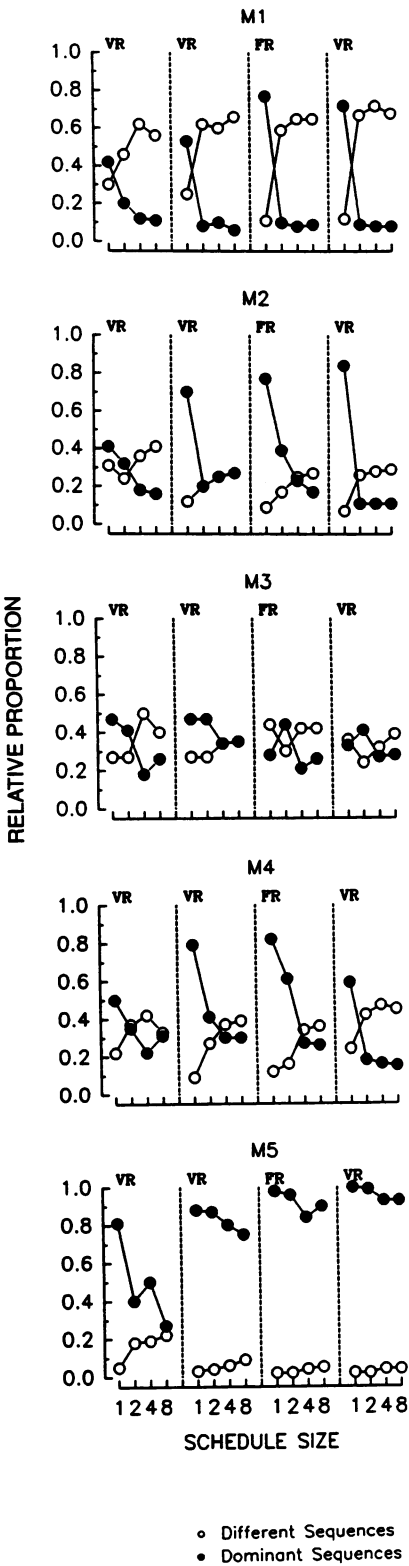 M1
VR VR FR VR
1.0
0.8
0.6
0.4
0.2
0.0
M2
VR VR FR VR
1.0
0.8
0.6
0.4
0.2
0.0
M3
VR VR FR VR
1.0
0.8
0.6
0.4
0.2
0.0
RELATIVE PROPORTION
M4
VR VR FR VR
1.0
0.8
0.6
0.4
0.2
0.0
M5
VR VR FR VR
1.0
0.8
0.6
0.4
0.2
0.0
1248 1248 1248 1248
SCHEDULE SIZE
Different Sequences
Dominant Sequences